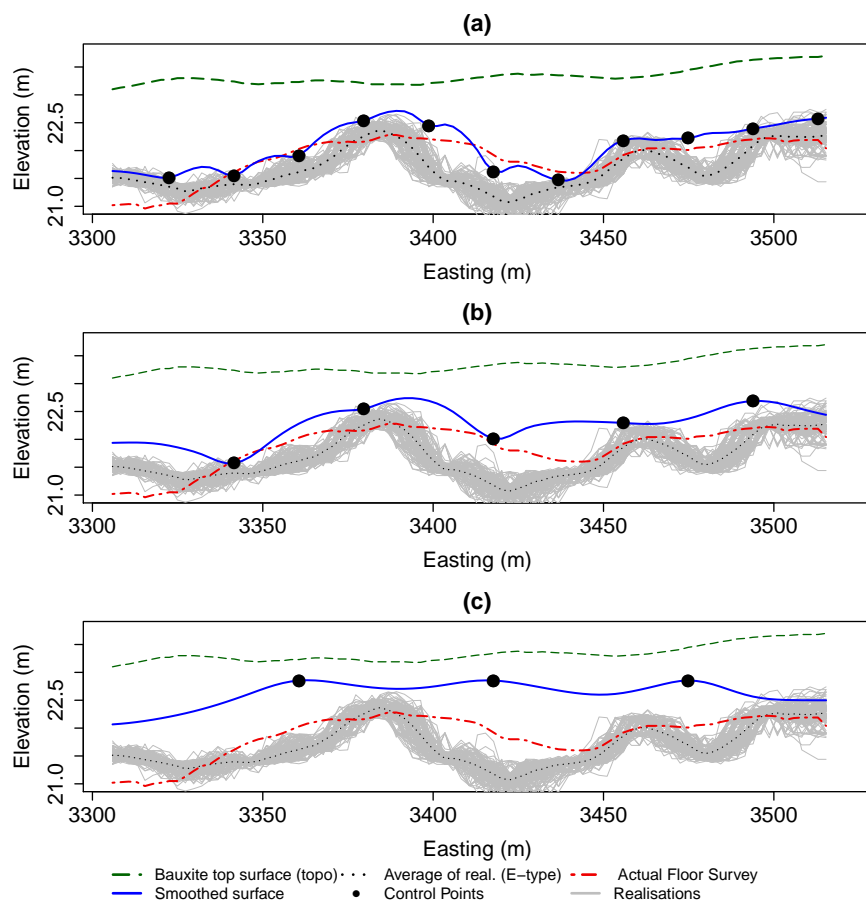 (a)
Elevation (m)
22.5
21.0
3300 3350 3400 3450 3500
Easting (m)
(b)
Elevation (m)
22.5
21.0
3300 3350 3400 3450 3500
Easting (m)
(c)
Elevation (m)
22.5
21.0
3300 3350 3400 3450 3500
Easting (m)
Bauxite top surface (topo) Average of real. (E−type) Actual Floor Survey
Smoothed surface Control Points Realisations